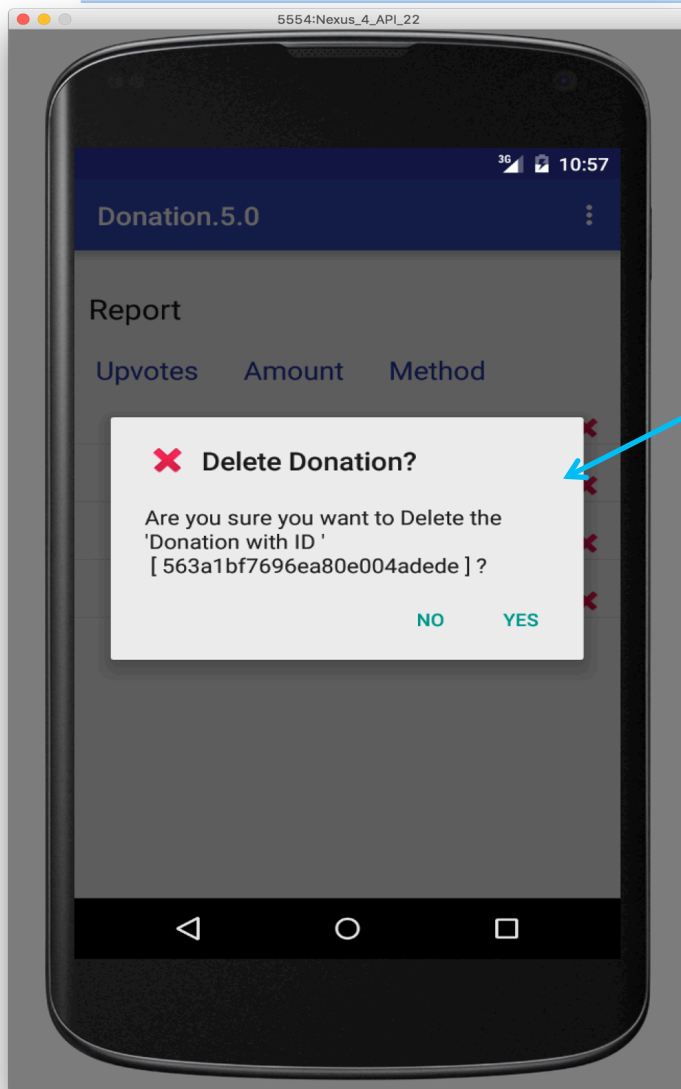 5554:Nexus_4_API_22
3G 10:57
Donation.5.0
Report
Upvotes Amount Method
Delete Donation?
Are you sure you want to Delete the
'Donation with ID '
[ 563a1bf7696ea80e004adede ] ?
NO YES